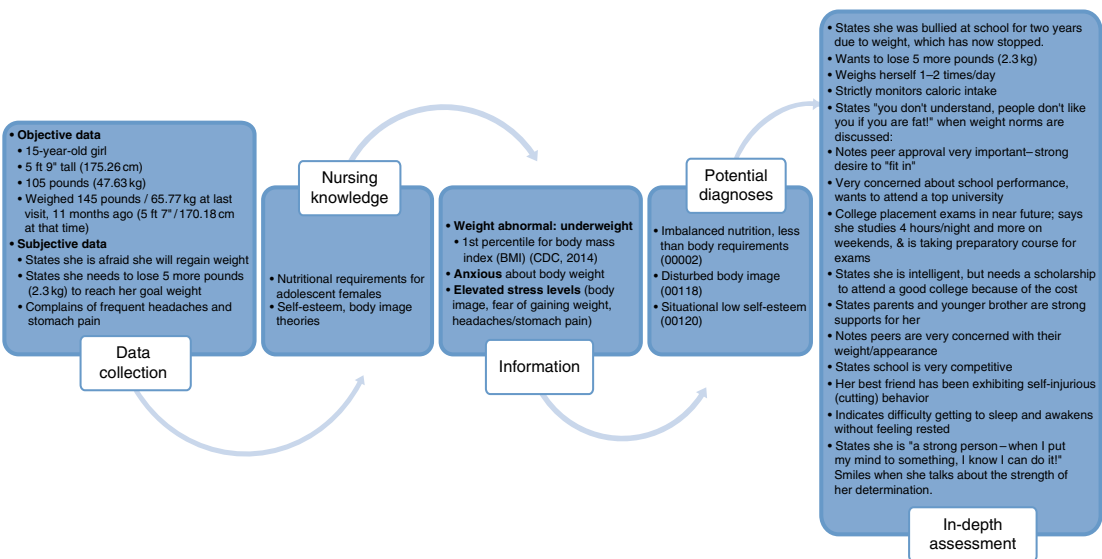 • Objective data
• 15-year-old girl
• 5 ft 9" tall (175.26 cm)
• 105 pounds (47.63 kg)
• Weighed 145 pounds / 65.77 kg at last
visit, 11 months ago (5 ft 7" / 170.18 cm
at that time)
• Subjective data
• States she is afraid she will regain weight
• States she needs to lose 5 more pounds
(2.3 kg) to reach her goal weight
• Complains of frequent headaches and
stomach pain
Data
collection
Nursing
knowledge
• Nutritional requirements for
adolescent females
• Self-esteem, body image
theories
• Weight abnormal: underweight
• 1st percentile for body mass
index (BMI) (CDC, 2014)
• Anxious about body weight
• Elevated stress levels (body
image, fear of gaining weight,
headaches/stomach pain)
Information
Potential
diagnoses
• Imbalanced nutrition, less
than body requirements
(00002)
• Disturbed body image
(00118)
• Situational low self-esteem
(00120)
• States she was bullied at school for two years
due to weight, which has now stopped.
• Wants to lose 5 more pounds (2.3 kg)
• Weighs herself 1–2 times/day
• Strictly monitors caloric intake
• States "you don't understand, people don't like
you if you are fat!" when weight norms are
discussed:
• Notes peer approval very important–strong
desire to "fit in"
• Very concerned about school performance,
wants to attend a top university
• College placement exams in near future; says
she studies 4 hours/night and more on
weekends, & is taking preparatory course for
exams
• States she is intelligent, but needs a scholarship
to attend a good college because of the cost
• States parents and younger brother are strong
supports for her
• Notes peers are very concerned with their
weight/appearance
• States school is very competitive
• Her best friend has been exhibiting self-injurious
(cutting) behavior
• Indicates difficulty getting to sleep and awakens
without feeling rested
• States she is "a strong person – when I put
my mind to something, I know I can do it!"
Smiles when she talks about the strength of
her determination.
In-depth
assessment